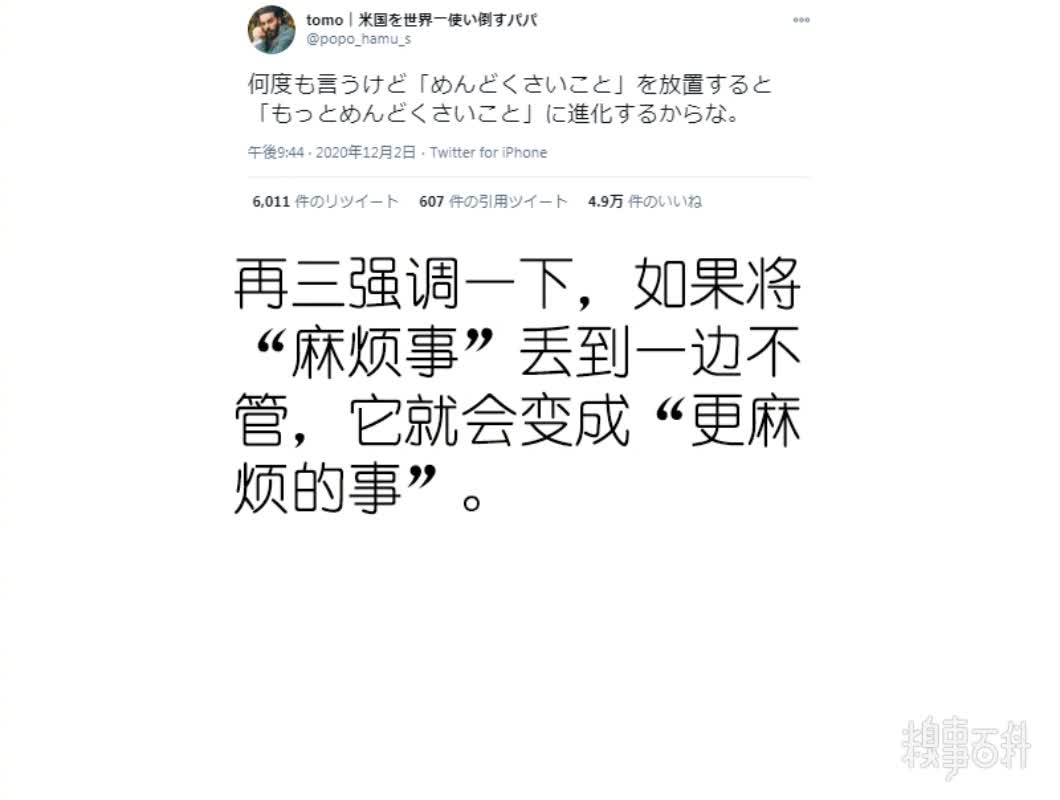 tomo｜米国を世界一使い倒すパパ
@popo_hamu_s
何度も言うけど「めんどくさいこと」を放置すると
「もっとめんどくさいこと」に進化するからな。
午後9:44 · 2020年12月2日 · Twitter for iPhone
6,011 件のリツイート 607 件の引用ツイート 4.9万 件のいいね
再三强调一下，如果将
“麻烦事”丢到一边不
管，它就会变成“更麻
烦的事”。
糗事百科